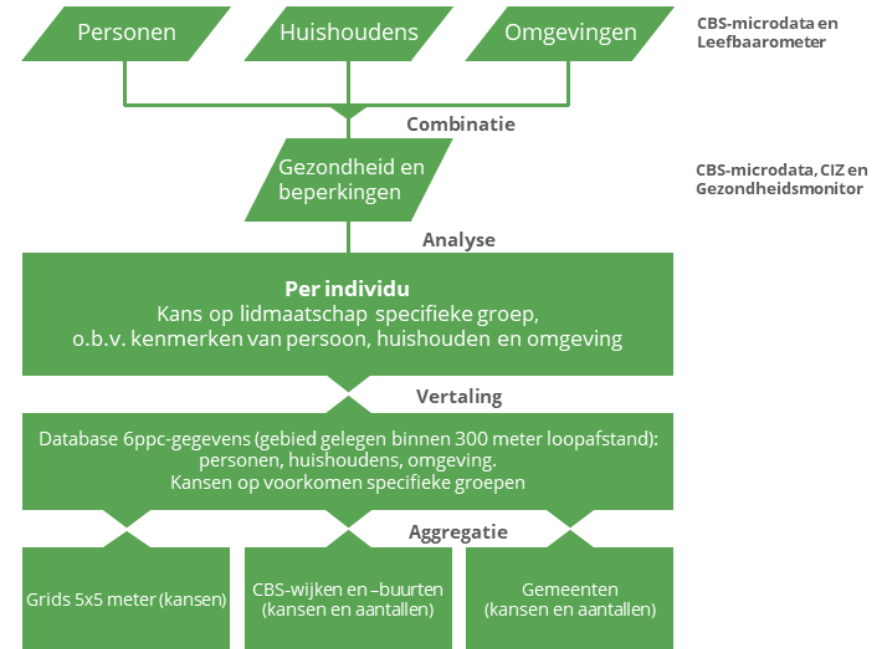 Personen
Huishoudens
Omgevingen
CBS-microdata en
Leefbaarometer
Combinatie
Gezondheid en
beperkingen
CBS-microdata, CIZ en
Gezondheidsmonitor
Analyse
Per individu
Kans op lidmaatschap specifieke groep,
o.b.v. kenmerken van persoon, huishouden en omgeving
Vertaling
Database 6ppc-gegevens (gebied gelegen binnen 300 meter loopafstand):
personen, huishoudens, omgeving.
Kansen op voorkomen specifieke groepen
Aggregatie
Grids 5x5 meter (kansen)
CBS-wijken en –buurten
(kansen en aantallen)
Gemeenten
(kansen en aantallen)